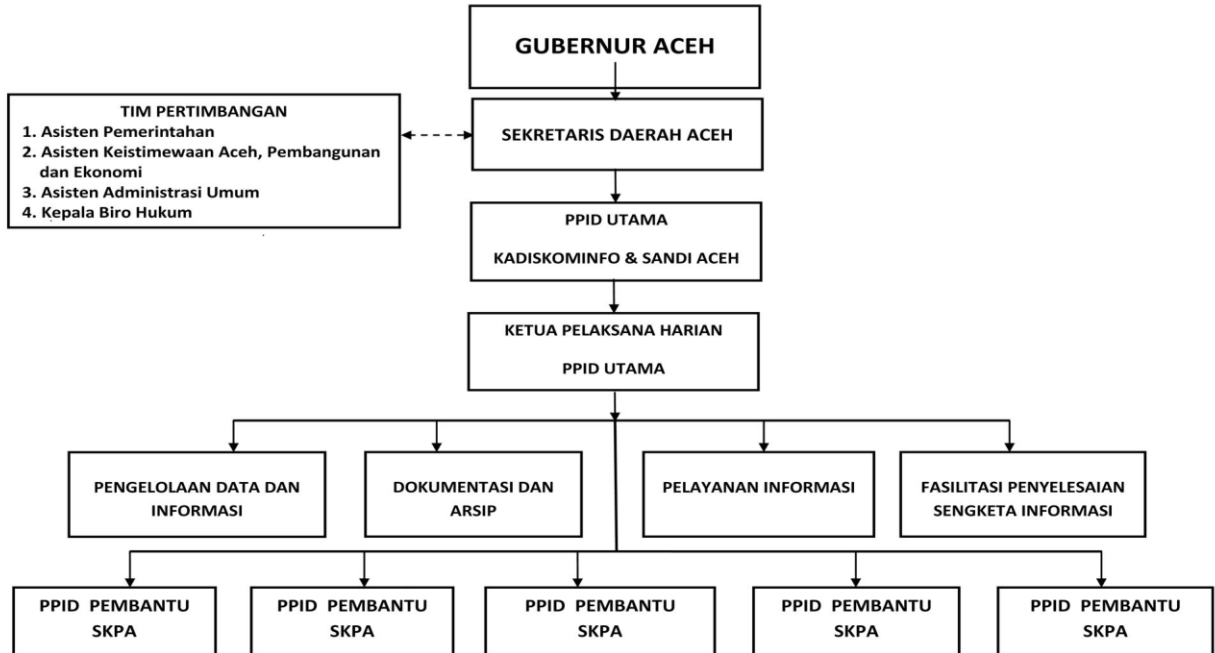 GUBERNUR ACEH
TIM PERTIMBANGAN
1. Asisten Pemerintahan
2. Asisten Keistimewaan Aceh, Pembangunan
dan Ekonomi
3. Asisten Administrasi Umum
4. Kepala Biro Hukum
SEKRETARIS DAERAH ACEH
PPID UTAMA
KADISKOMINFO & SANDI ACEH
KETUA PELAKSANA HARIAN
PPID UTAMA
PENGELOLAAN DATA DAN
INFORMASI
DOKUMENTASI DAN
ARSIP
PELAYANAN INFORMASI
FASILITASI PENYELESAIAN
SENGKETA INFORMASI
PPID PEMBANTU
SKPA
PPID PEMBANTU
SKPA
PPID PEMBANTU
SKPA
PPID PEMBANTU
SKPA
PPID PEMBANTU
SKPA